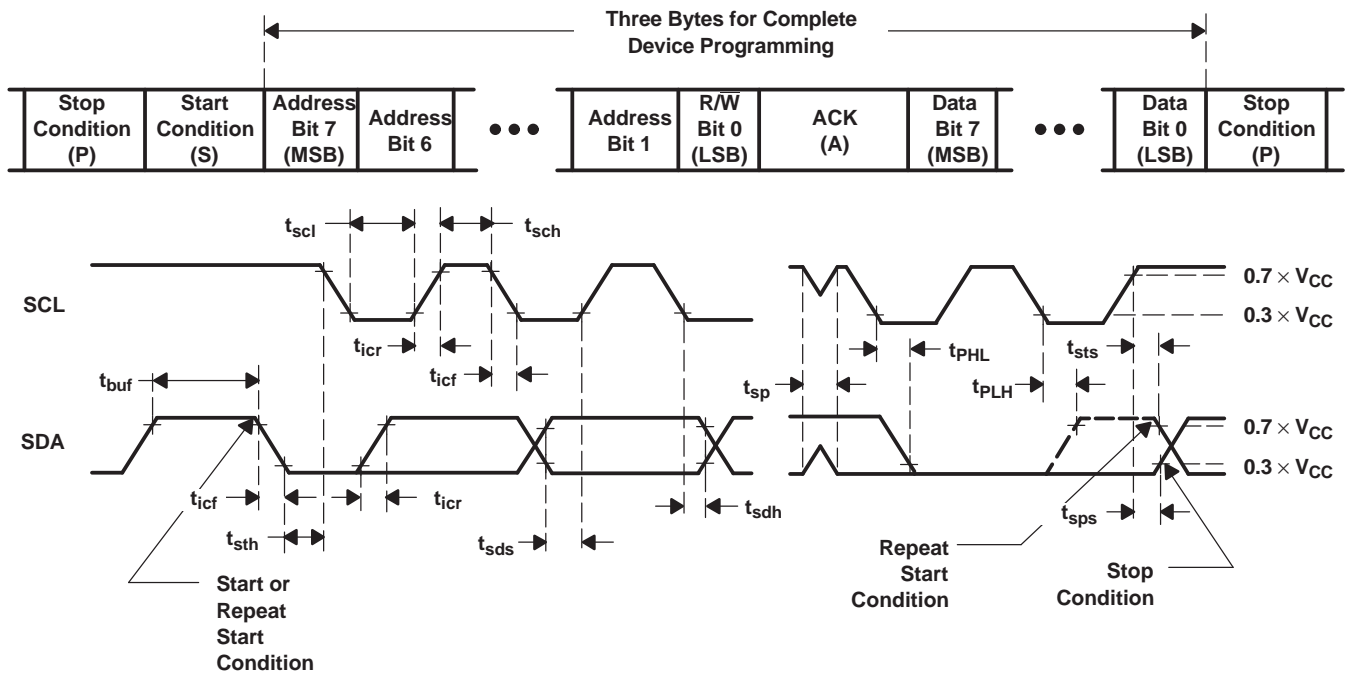 Three Bytes for Complete
Device Programming
Stop
Condition
(P)
Start
Condition
(S)
Address
Bit 7
(MSB)
Address
Bit 6
•••
Address
Bit 1
R/W̅
Bit 0
(LSB)
ACK
(A)
Data
Bit 7
(MSB)
•••
Data
Bit 0
(LSB)
Stop
Condition
(P)
tscl
tsch
SCL
0.7 × VCC
0.3 × VCC
ticr
ticf
tPHL
tsts
tbuf
tsp
tPLH
SDA
0.7 × VCC
0.3 × VCC
ticf
ticr
tsdh
tsth
tsds
tsps
Start or
Repeat
Start
Condition
Repeat
Start
Condition
Stop
Condition